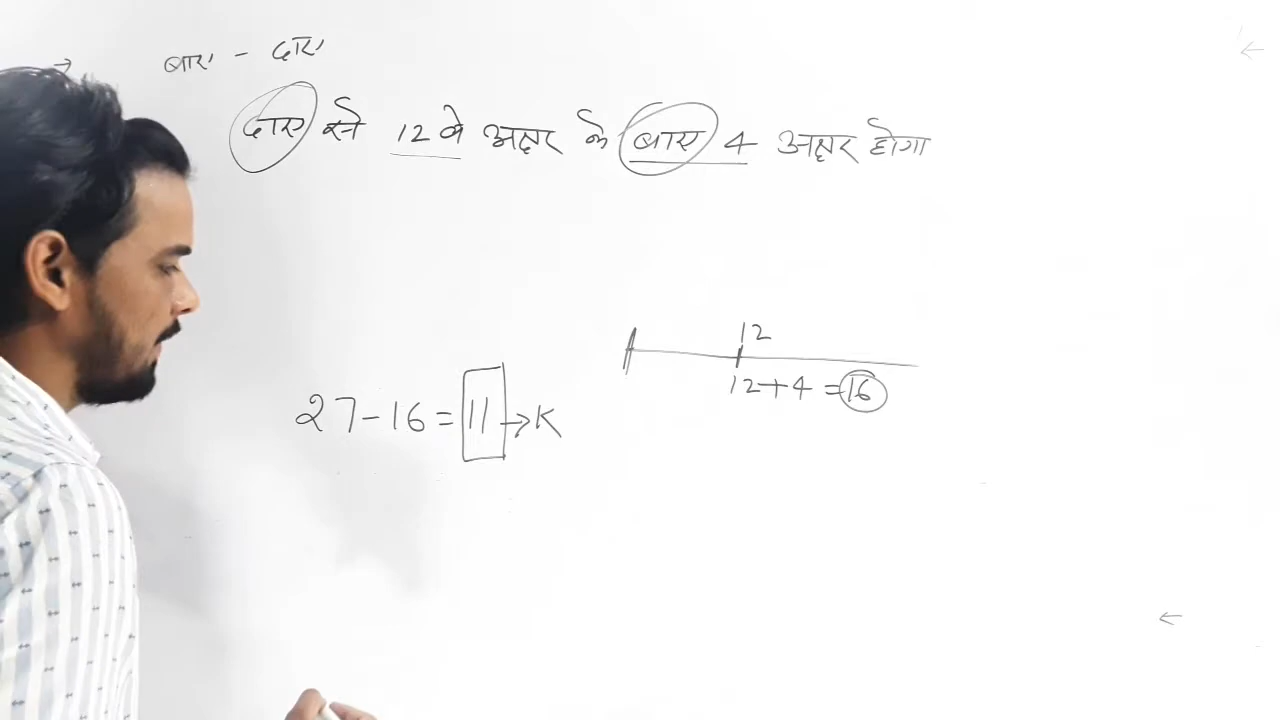 → बाए - दाए
दाए से 12 वे अक्षर के बाए 4 अक्षर होगा
12
12+4 = 16
27-16 = 11 → K
←
←